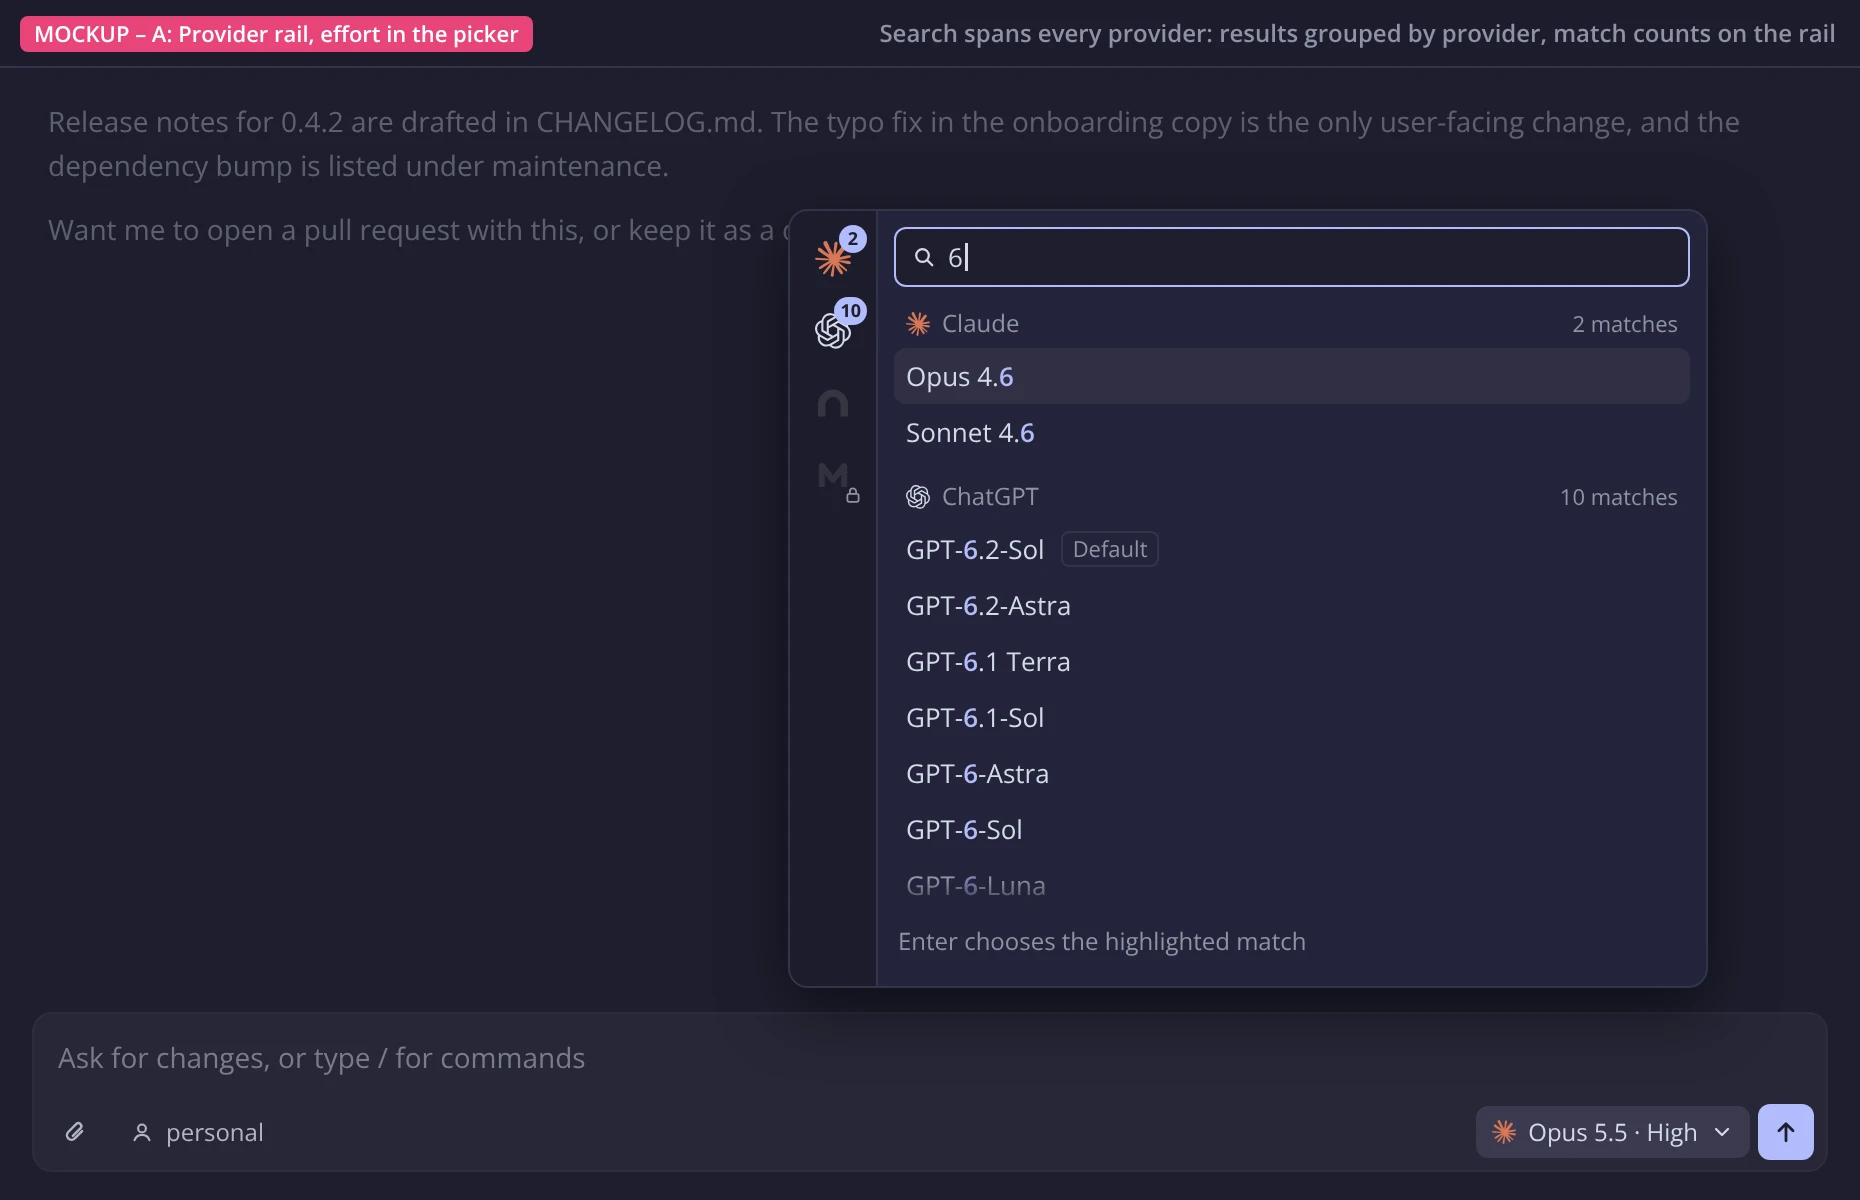 MOCKUP – A: Provider rail, effort in the picker
Search spans every provider: results grouped by provider, match counts on the rail
Release notes for 0.4.2 are drafted in CHANGELOG.md. The typo fix in the onboarding copy is the only user-facing change, and the
dependency bump is listed under maintenance.
Want me to open a pull request with this, or keep it as a
2
10
6
Claude
2 matches
Opus 4.6
Sonnet 4.6
ChatGPT
10 matches
GPT-6.2-Sol
Default
GPT-6.2-Astra
GPT-6.1 Terra
GPT-6.1-Sol
GPT-6-Astra
GPT-6-Sol
GPT-6-Luna
Enter chooses the highlighted match
Ask for changes, or type / for commands
personal
Opus 5.5 · High